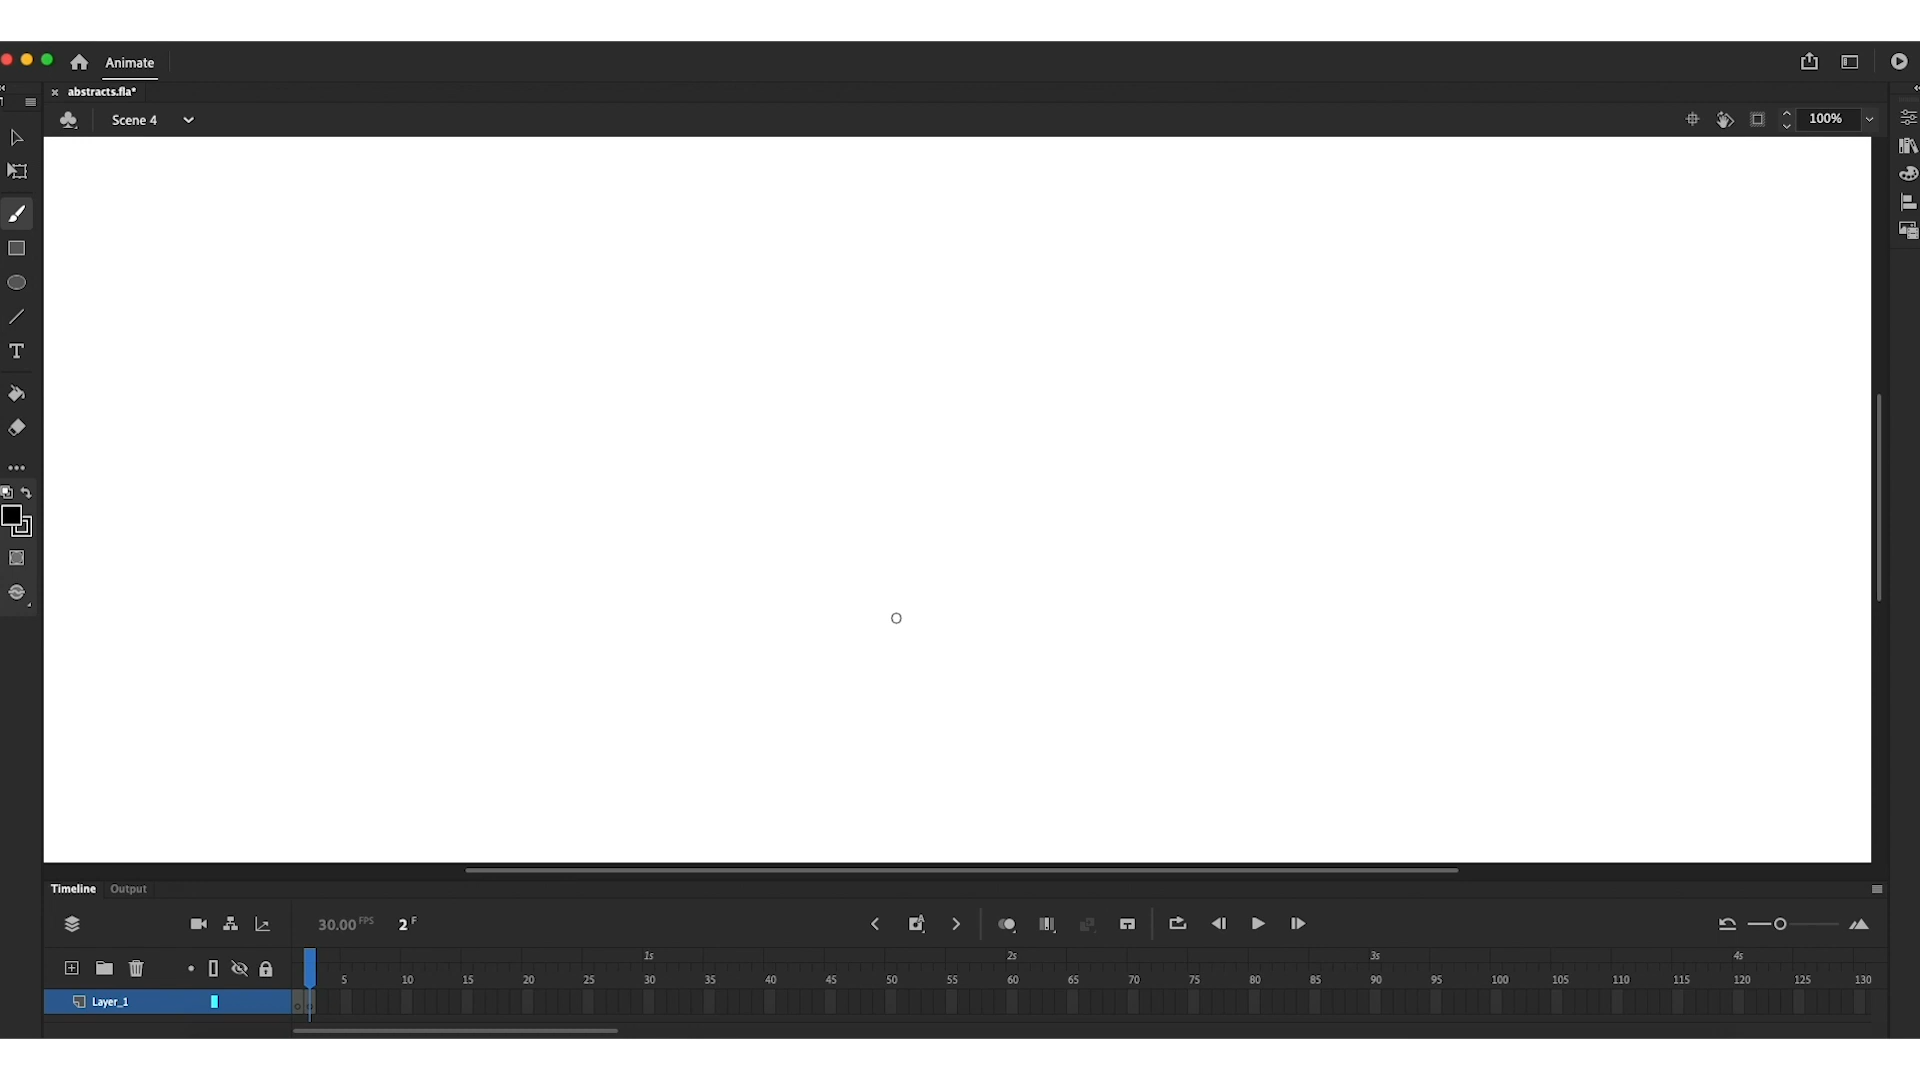 Animate
abstracts.fla*
Scene 4
100%
Timeline
Output
30.00 FPS
2 F
1s
2s
3s
4s
5 10 15 20 25 30 35 40 45 50 55 60 65 70 75 80 85 90 95 100 105 110 115 120 125 130
Layer_1